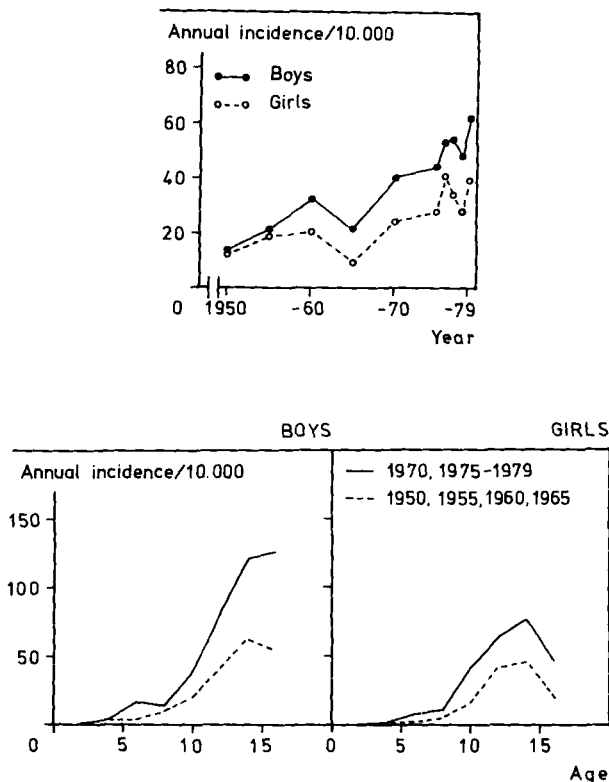 Annual incidence/10.000
80
Boys
Girls
60
40
20
0 1950 -60 -70 -79
Year
BOYS GIRLS
Annual incidence/10.000
1970, 1975-1979
1950, 1955, 1960, 1965
150
100
50
0 5 10 15 0 5 10 15
Age